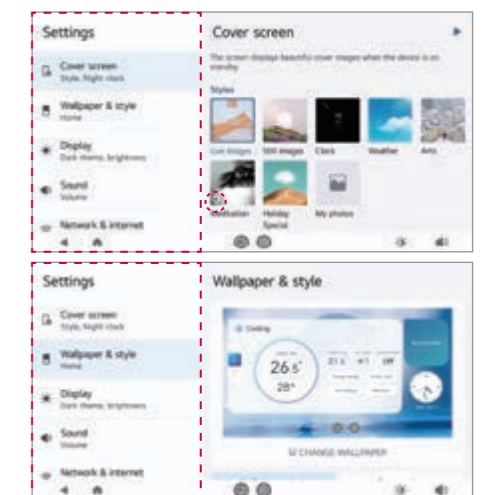 Settings
Cover screen
Style, Night clock
Wallpaper & style
Home
Display
Dark theme, brightness
Sound
Volume
Network & internet
Cover screen
The screen displays beautiful cover images when the device is on
standby.
Styles
Live images
500 images
Clock
Weather
Arts
Meditation
Holiday
Special
My photos
Settings
Cover screen
Style, Night clock
Wallpaper & style
Home
Display
Dark theme, brightness
Sound
Volume
Network & internet
Wallpaper & style
Cooling
26.5°
28°
CHANGE WALLPAPER